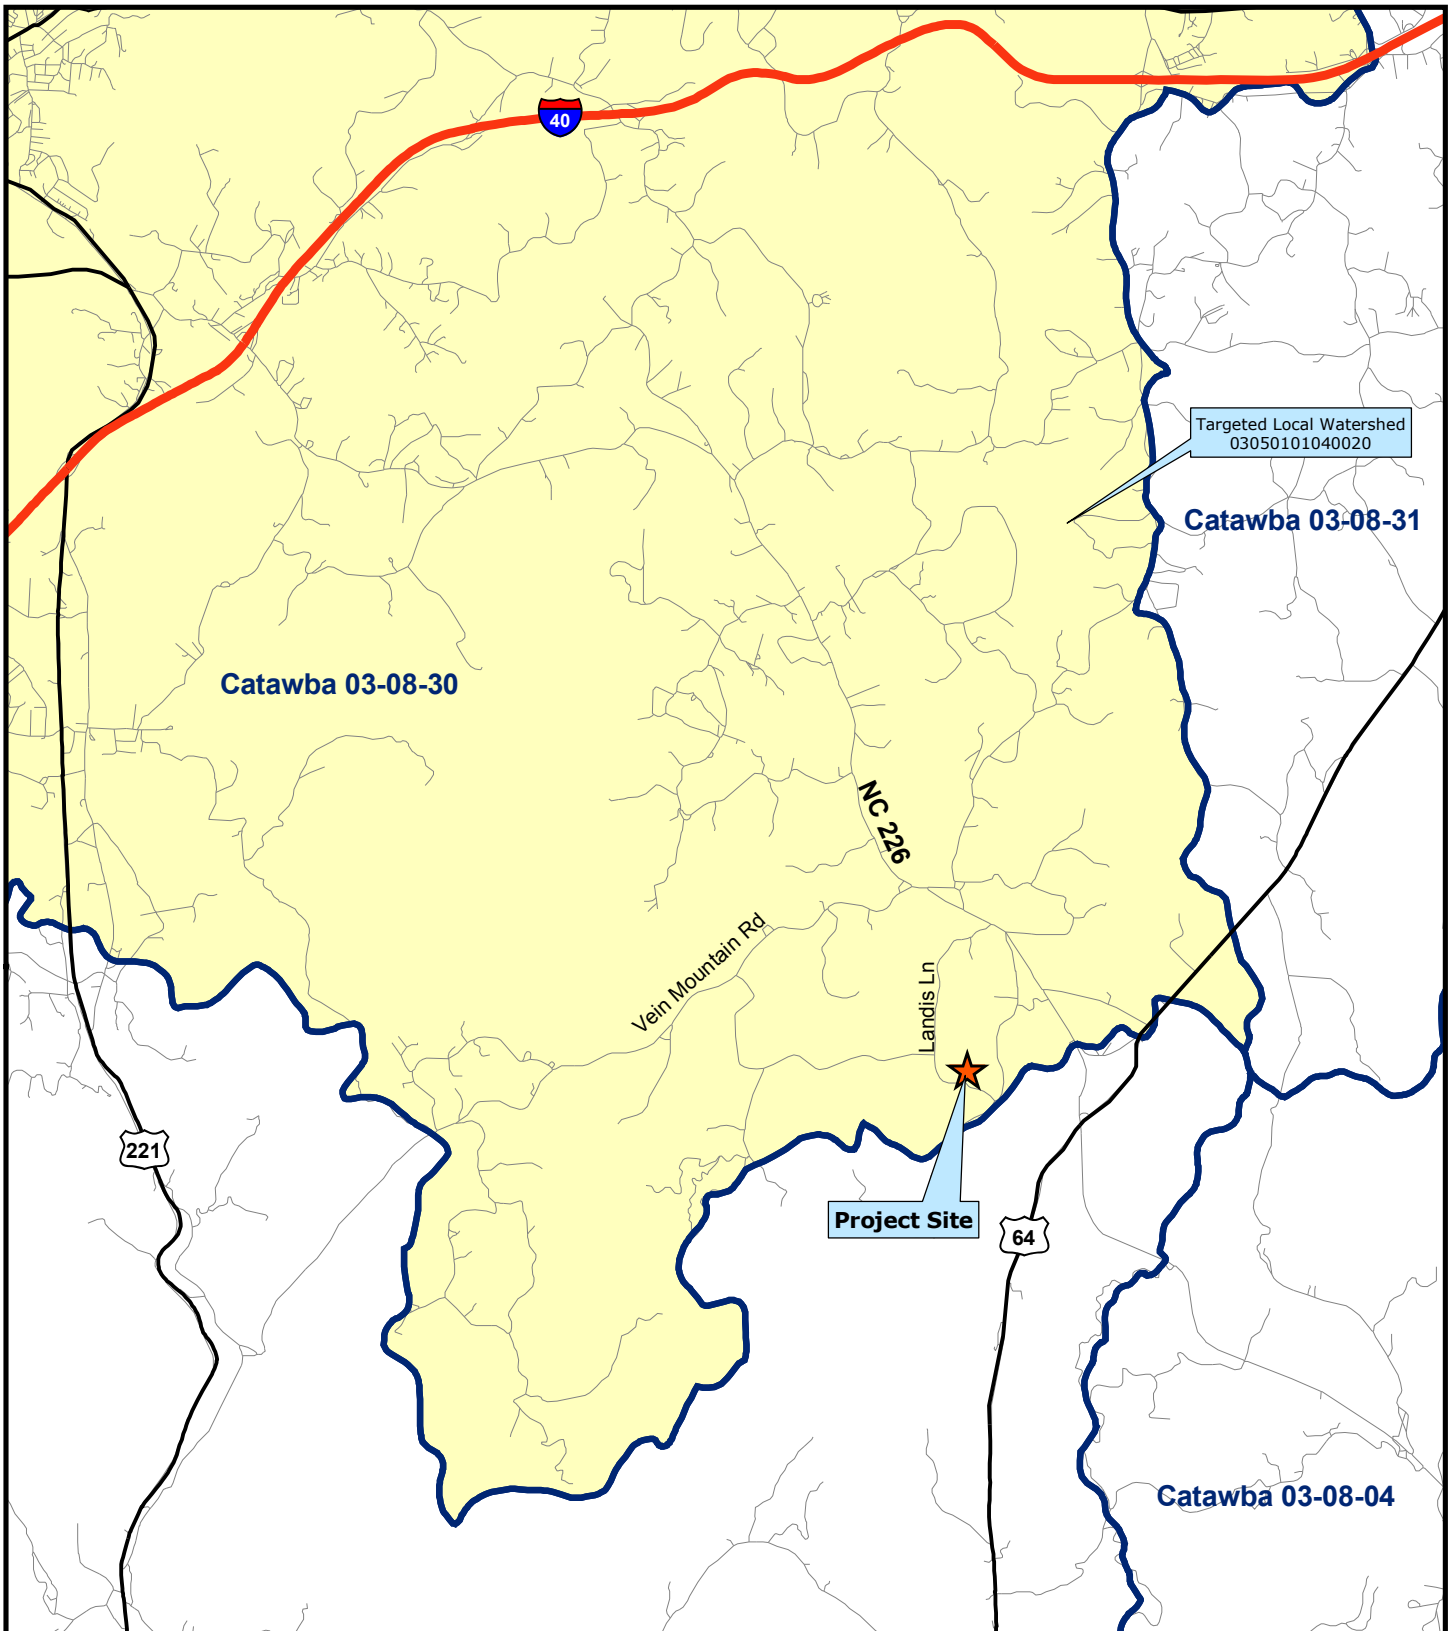 40
Targeted Local Watershed
03050101040020
Catawba 03-08-31
Catawba 03-08-30
NC 226
Vein Mountain Rd
Landis Ln
221
Project Site
64
Catawba 03-08-04